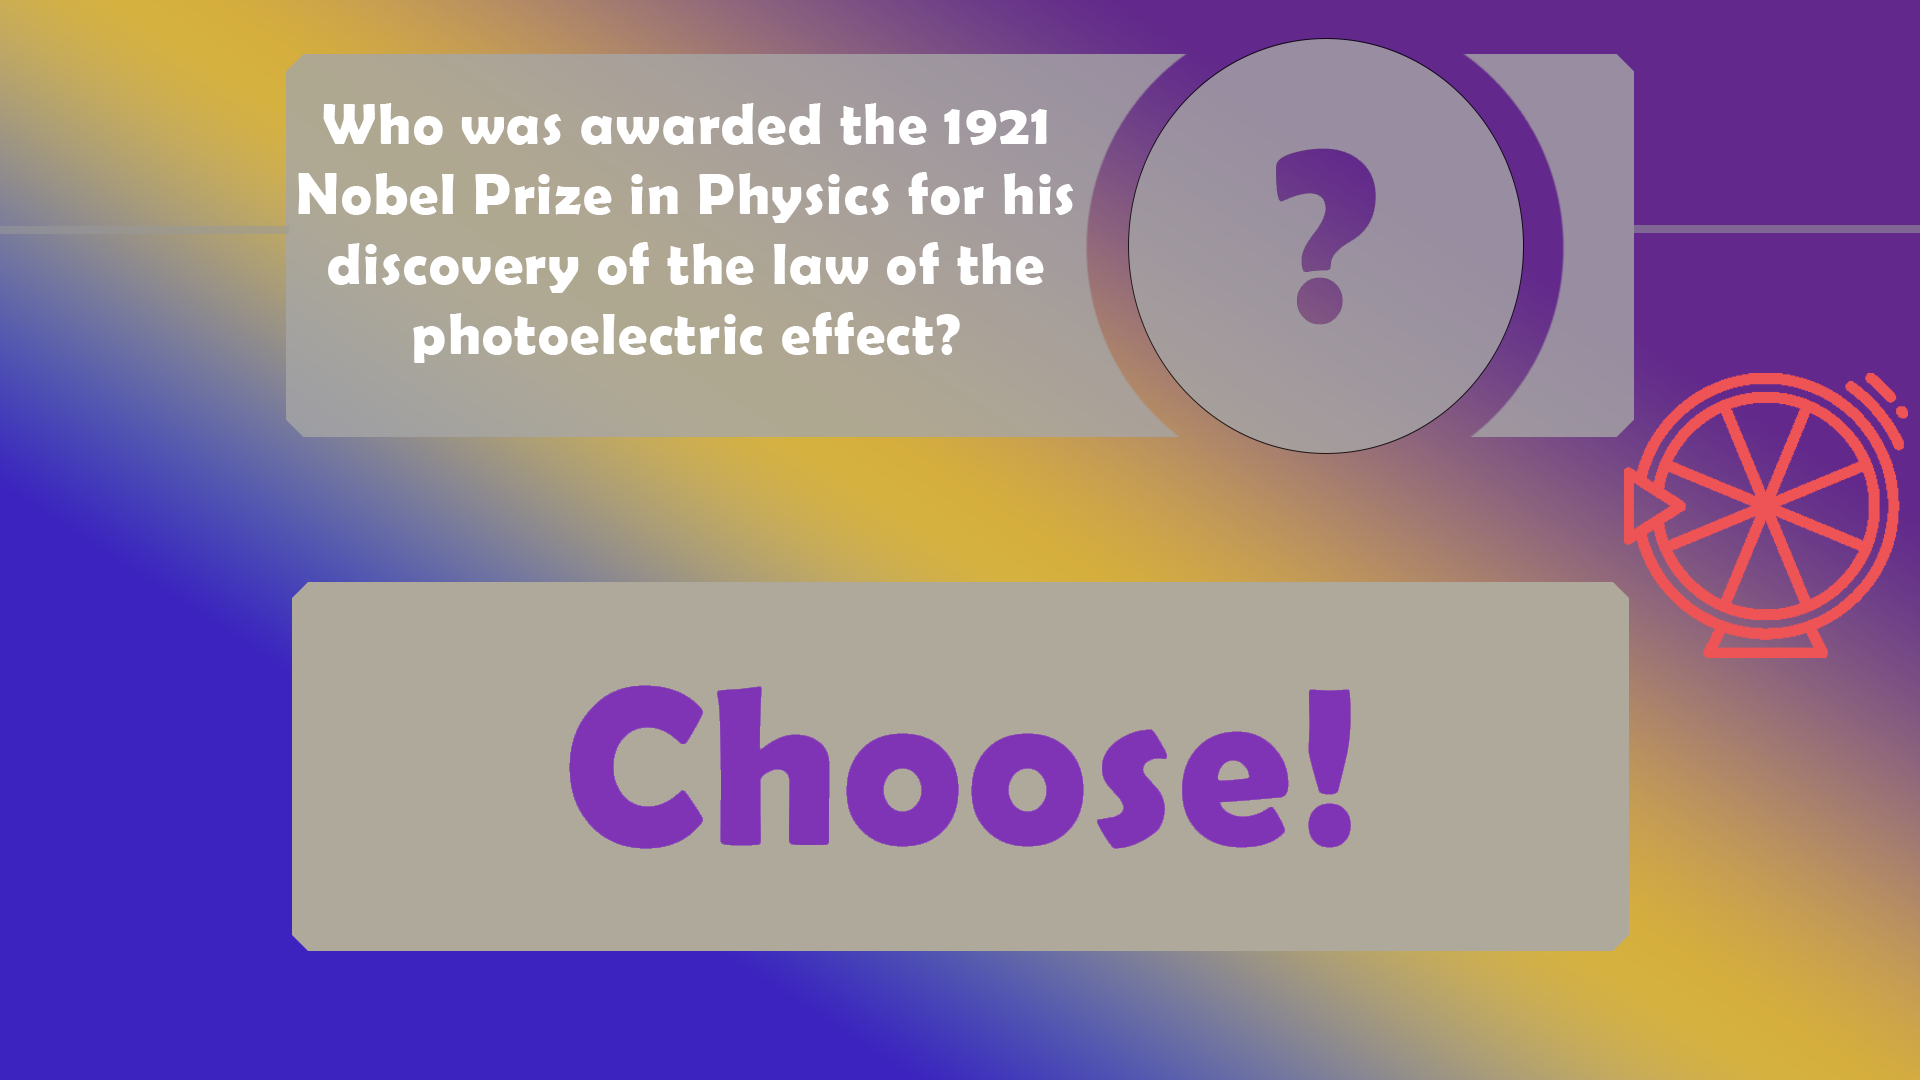 Who was awarded the 1921
Nobel Prize in Physics for his
discovery of the law of the
photoelectric effect?
?
Choose!